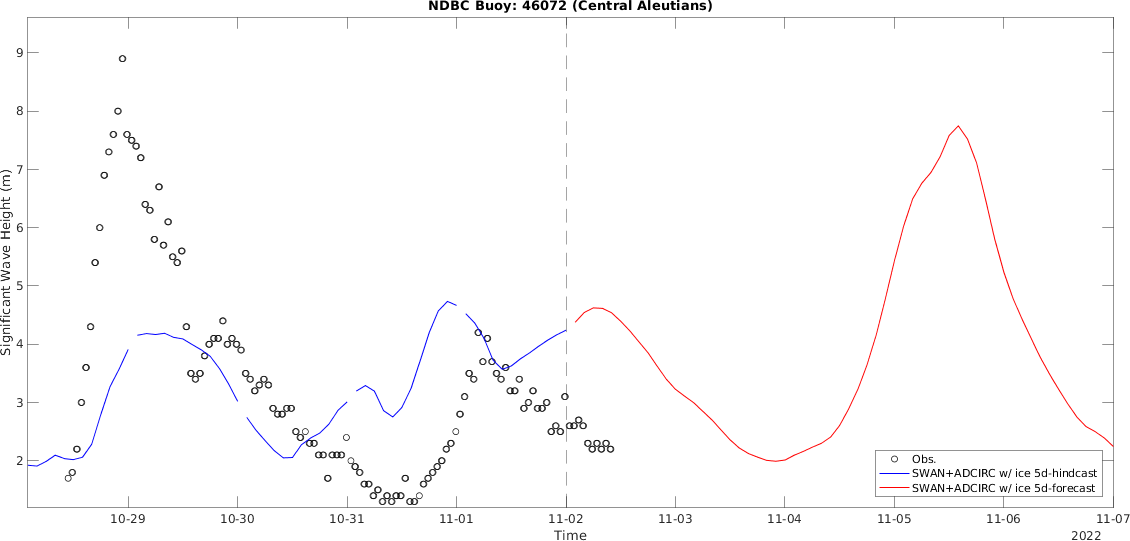 NDBC Buoy: 46072 (Central Aleutians)
Significant Wave Height (m)
9
8
7
6
5
4
3
2
Obs.
SWAN+ADCIRC w/ ice 5d-hindcast
SWAN+ADCIRC w/ ice 5d-forecast
10-29 10-30 10-31 11-01 11-02 11-03 11-04 11-05 11-06 11-07
Time
2022